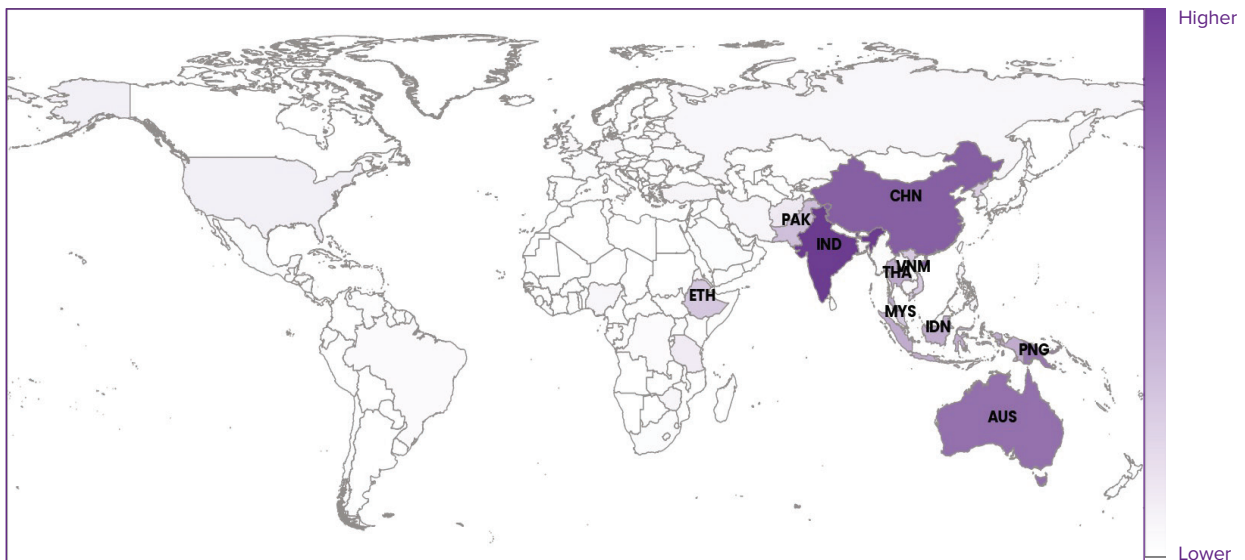 Higher
CHN
PAK
IND
VNM
THA
ETH
MYS
IDN
PNG
AUS
Lower